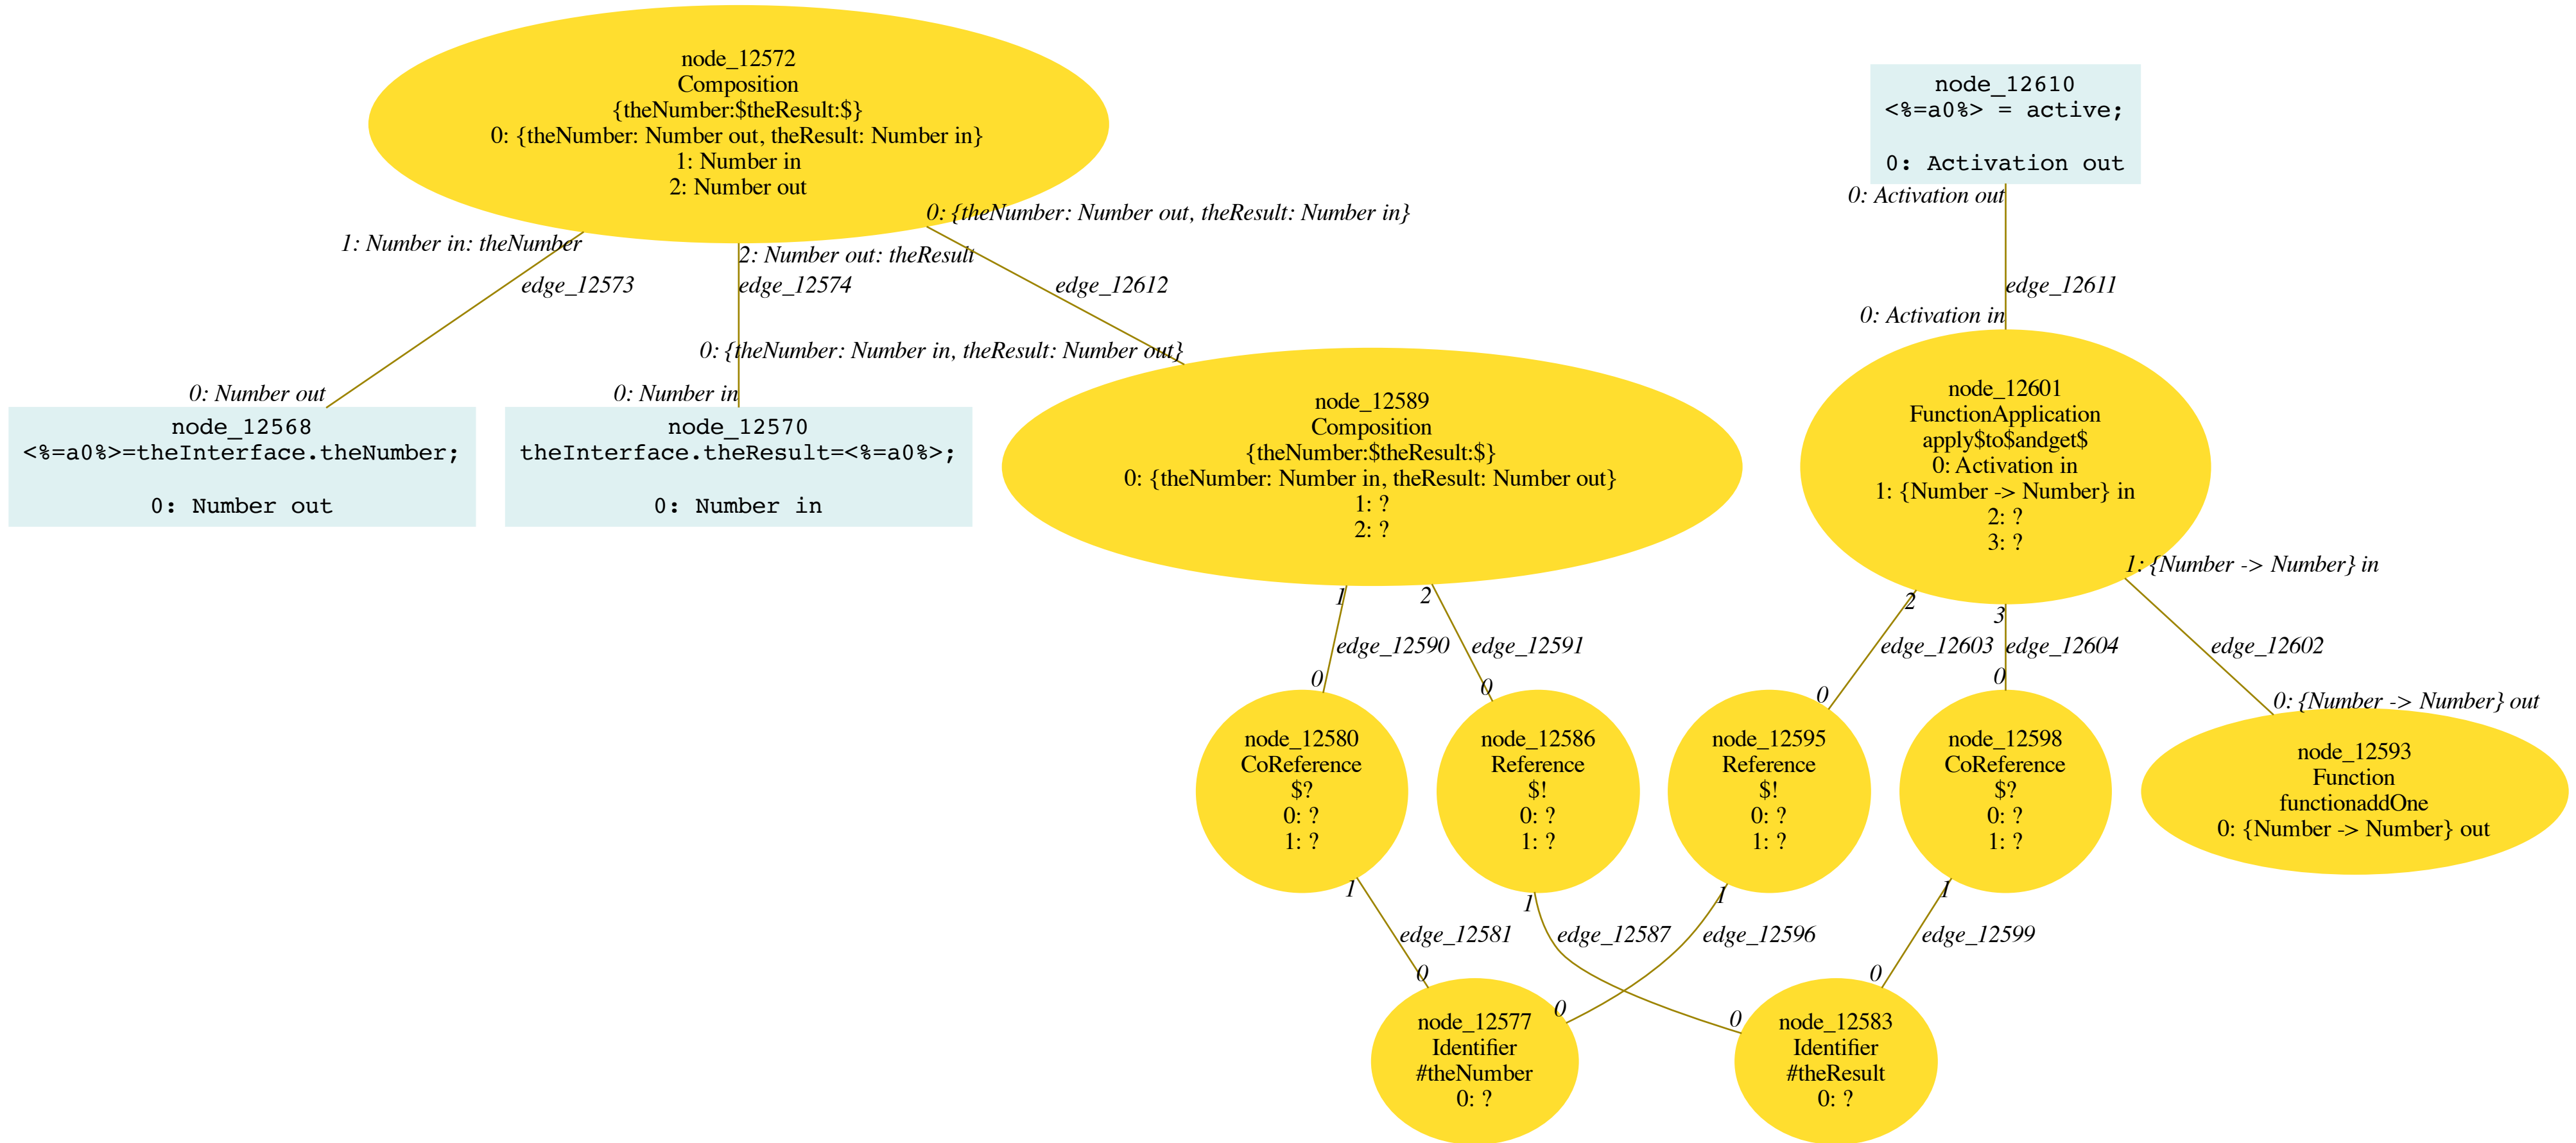 node_12572
Composition
{theNumber:$theResult:$}
0: {theNumber: Number out, theResult: Number in}
1: Number in
2: Number out
node_12610
<%=a0%> = active;
0: Activation out
0: {theNumber: Number out, theResult: Number in}
1: Number in: theNumber
2: Number out: theResult
0: Activation out
edge_12573
edge_12574
edge_12612
edge_12611
0: Number out
0: Number in
0: {theNumber: Number in, theResult: Number out}
0: Activation in
node_12568
<%=a0%>=theInterface.theNumber;
0: Number out
node_12570
theInterface.theResult=<%=a0%>;
0: Number in
node_12589
Composition
{theNumber:$theResult:$}
0: {theNumber: Number in, theResult: Number out}
1: ?
2: ?
node_12601
FunctionApplication
apply$to$andget$
0: Activation in
1: {Number -> Number} in
2: ?
3: ?
1
2
2
3
1: {Number -> Number} in
edge_12590
edge_12591
edge_12603
edge_12604
edge_12602
0
0
0
0
0: {Number -> Number} out
node_12580
CoReference
$?
0: ?
1: ?
node_12586
Reference
$!
0: ?
1: ?
node_12595
Reference
$!
0: ?
1: ?
node_12598
CoReference
$?
0: ?
1: ?
node_12593
Function
functionaddOne
0: {Number -> Number} out
1
1
1
1
edge_12581
edge_12587
edge_12596
edge_12599
0
0
0
0
node_12577
Identifier
#theNumber
0: ?
node_12583
Identifier
#theResult
0: ?